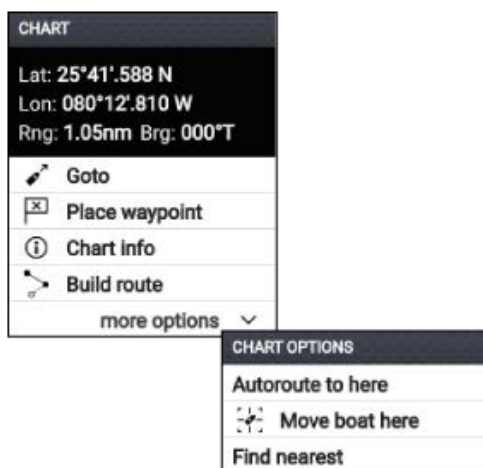 CHART
Lat: 25°41'.588 N
Lon: 080°12'.810 W
Rng: 1.05nm Brg: 000°T
Goto
Place waypoint
Chart info
Build route
more options
CHART OPTIONS
Autoroute to here
Move boat here
Find nearest